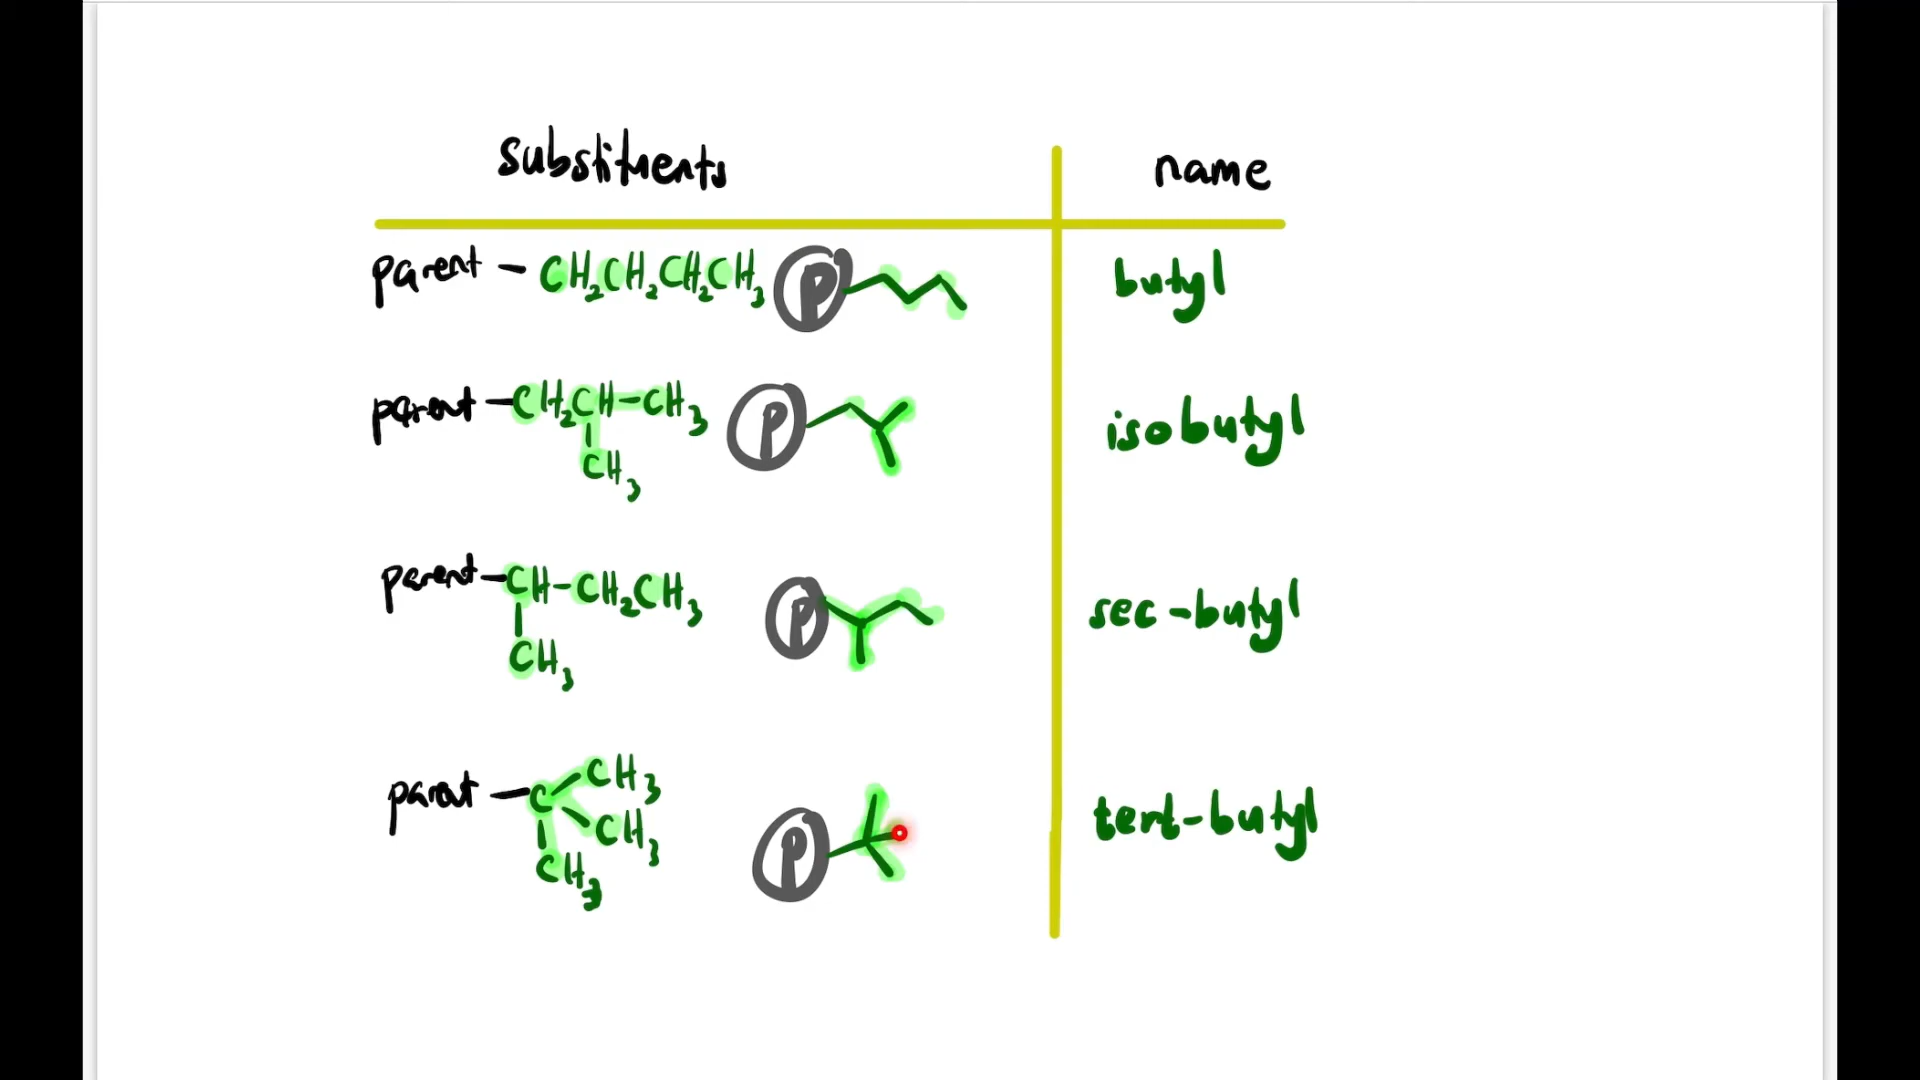 substituents name
parent - CH₂CH₂CH₂CH₃ P butyl
parent - CH₂CH-CH₃ P isobutyl
CH₃
parent - CH-CH₂CH₃ P sec-butyl
CH₃
parent - C CH₃ P tert-butyl
CH₃
CH₃